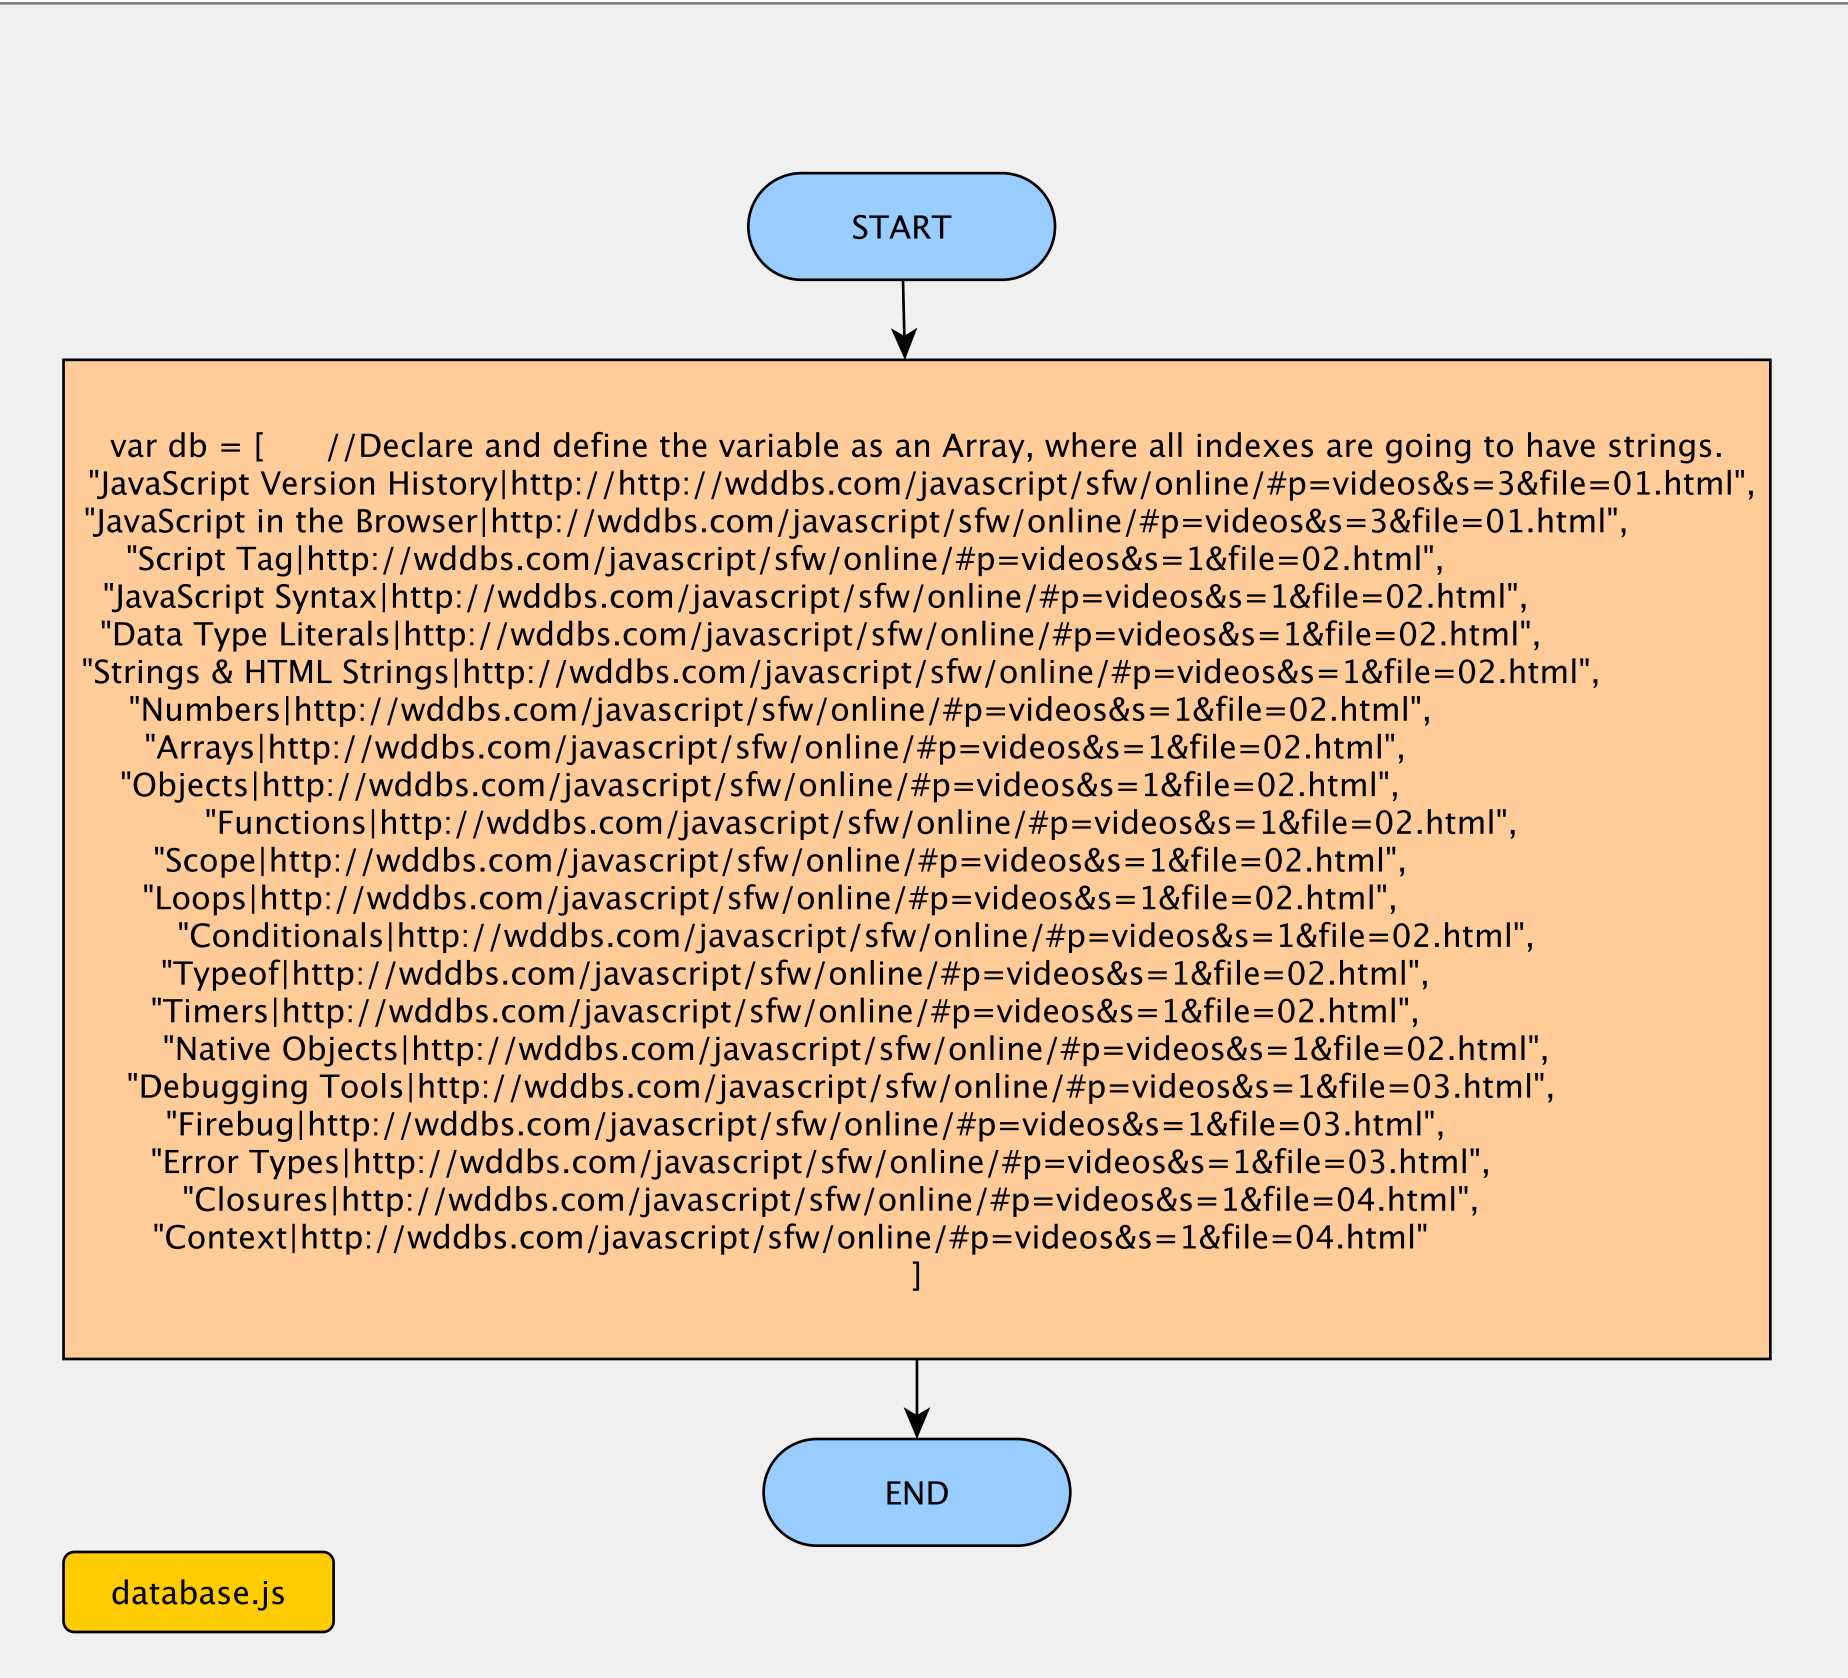 START
var db = [ //Declare and define the variable as an Array, where all indexes are going to have strings.
"JavaScript Version History|http://http://wddbs.com/javascript/sfw/online/#p=videos&s=3&file=01.html",
"JavaScript in the Browser|http://wddbs.com/javascript/sfw/online/#p=videos&s=3&file=01.html",
"Script Tag|http://wddbs.com/javascript/sfw/online/#p=videos&s=1&file=02.html",
"JavaScript Syntax|http://wddbs.com/javascript/sfw/online/#p=videos&s=1&file=02.html",
"Data Type Literals|http://wddbs.com/javascript/sfw/online/#p=videos&s=1&file=02.html",
"Strings & HTML Strings|http://wddbs.com/javascript/sfw/online/#p=videos&s=1&file=02.html",
"Numbers|http://wddbs.com/javascript/sfw/online/#p=videos&s=1&file=02.html",
"Arrays|http://wddbs.com/javascript/sfw/online/#p=videos&s=1&file=02.html",
"Objects|http://wddbs.com/javascript/sfw/online/#p=videos&s=1&file=02.html",
"Functions|http://wddbs.com/javascript/sfw/online/#p=videos&s=1&file=02.html",
"Scope|http://wddbs.com/javascript/sfw/online/#p=videos&s=1&file=02.html",
"Loops|http://wddbs.com/javascript/sfw/online/#p=videos&s=1&file=02.html",
"Conditionals|http://wddbs.com/javascript/sfw/online/#p=videos&s=1&file=02.html",
"Typeof|http://wddbs.com/javascript/sfw/online/#p=videos&s=1&file=02.html",
"Timers|http://wddbs.com/javascript/sfw/online/#p=videos&s=1&file=02.html",
"Native Objects|http://wddbs.com/javascript/sfw/online/#p=videos&s=1&file=02.html",
"Debugging Tools|http://wddbs.com/javascript/sfw/online/#p=videos&s=1&file=03.html",
"Firebug|http://wddbs.com/javascript/sfw/online/#p=videos&s=1&file=03.html",
"Error Types|http://wddbs.com/javascript/sfw/online/#p=videos&s=1&file=03.html",
"Closures|http://wddbs.com/javascript/sfw/online/#p=videos&s=1&file=04.html",
"Context|http://wddbs.com/javascript/sfw/online/#p=videos&s=1&file=04.html"
]
END
database.js